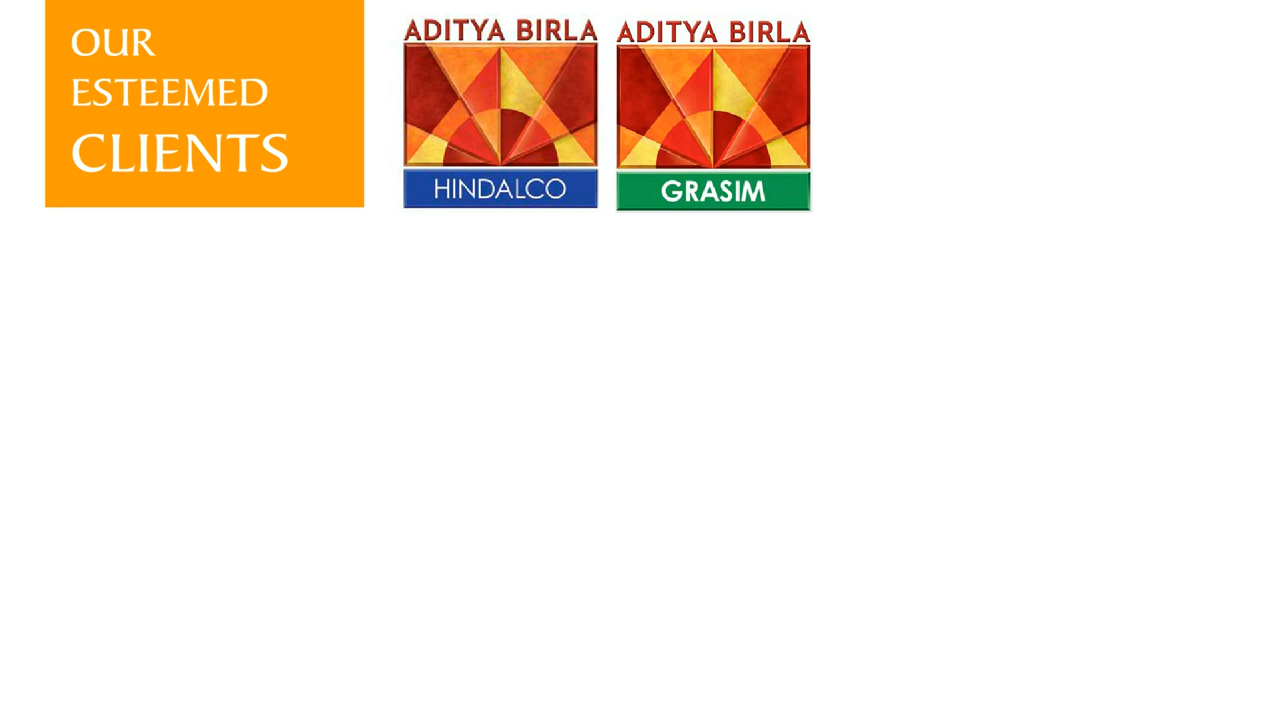 OUR
ESTEEMED
CLIENTS
ADITYA BIRLA
HINDALCO
ADITYA BIRLA
GRASIM